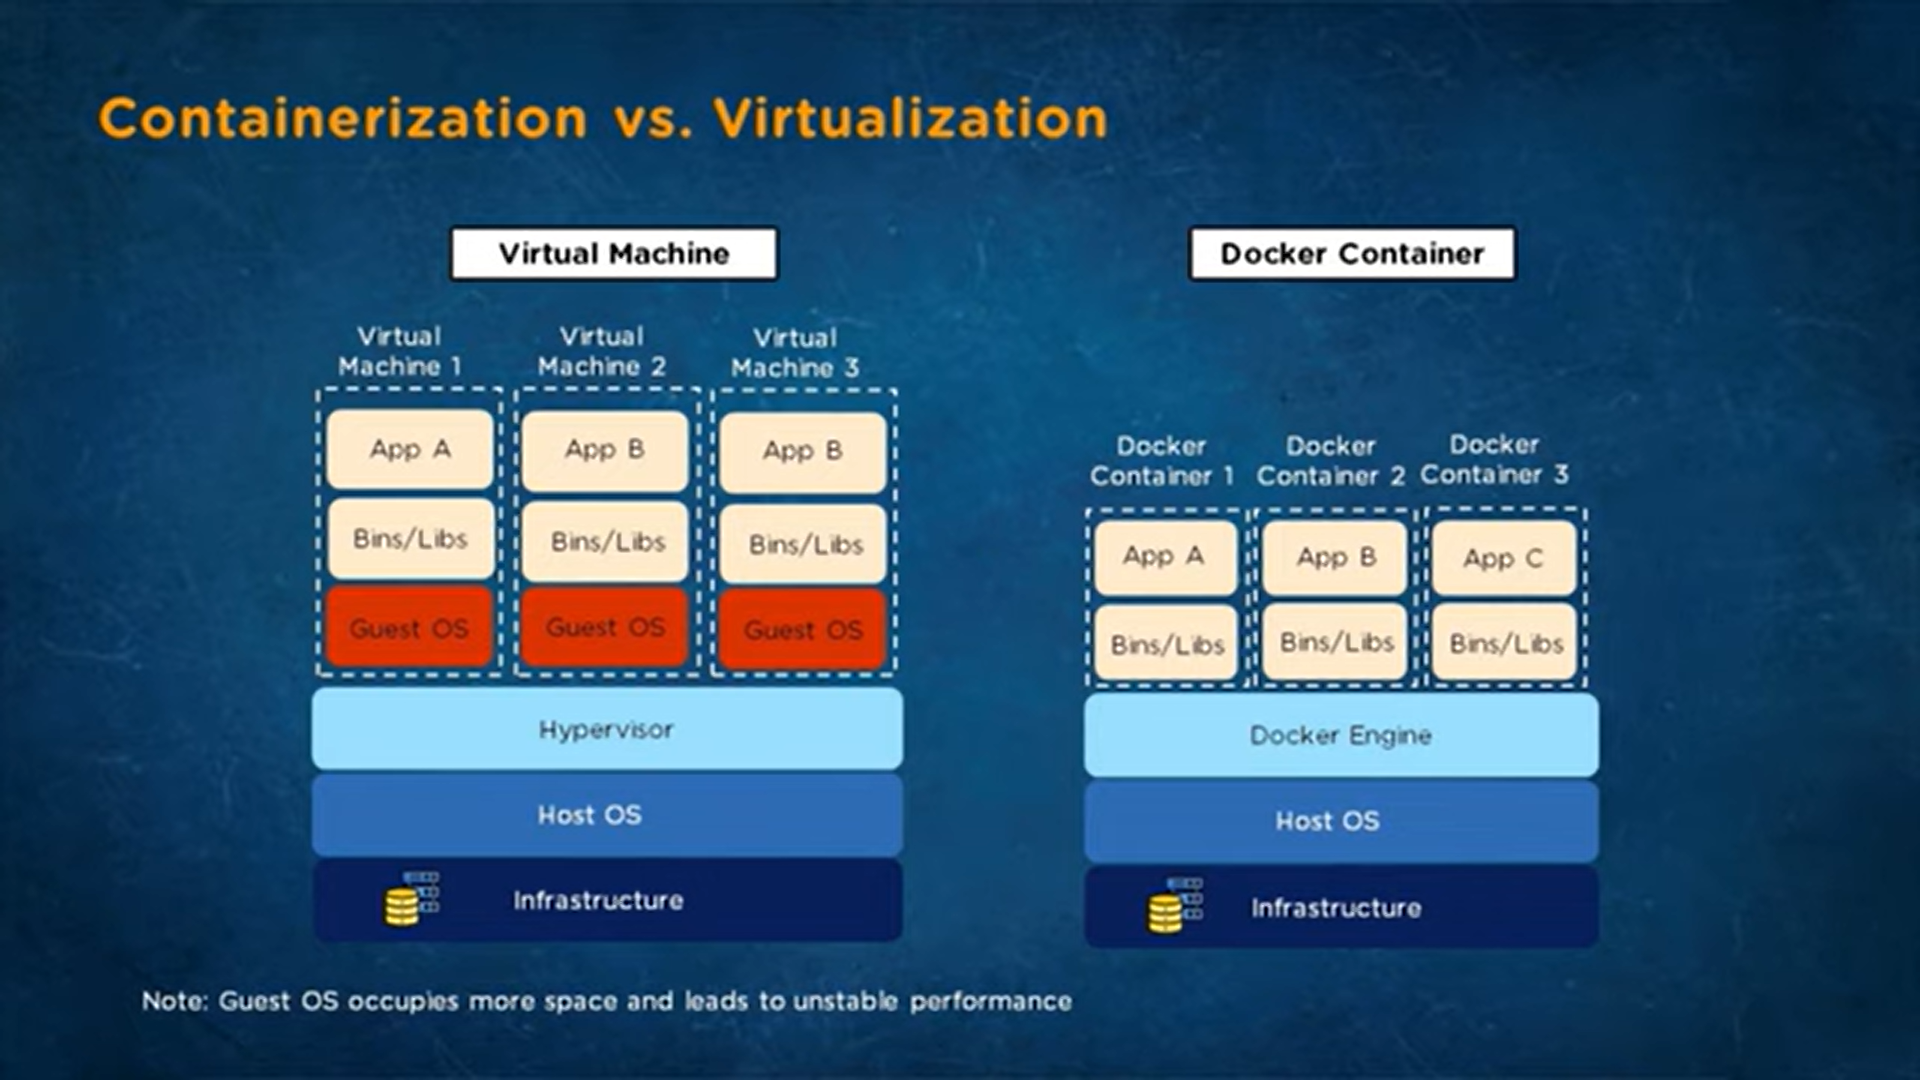 Containerization vs. Virtualization
Virtual Machine
Virtual
Machine 1
Virtual
Machine 2
Virtual
Machine 3
App A
App B
App B
Bins/Libs
Bins/Libs
Bins/Libs
Guest OS
Guest OS
Guest OS
Hypervisor
Host OS
Infrastructure
Docker Container
Docker
Container 1
Docker
Container 2
Docker
Container 3
App A
App B
App C
Bins/Libs
Bins/Libs
Bins/Libs
Docker Engine
Host OS
Infrastructure
Note: Guest OS occupies more space and leads to unstable performance